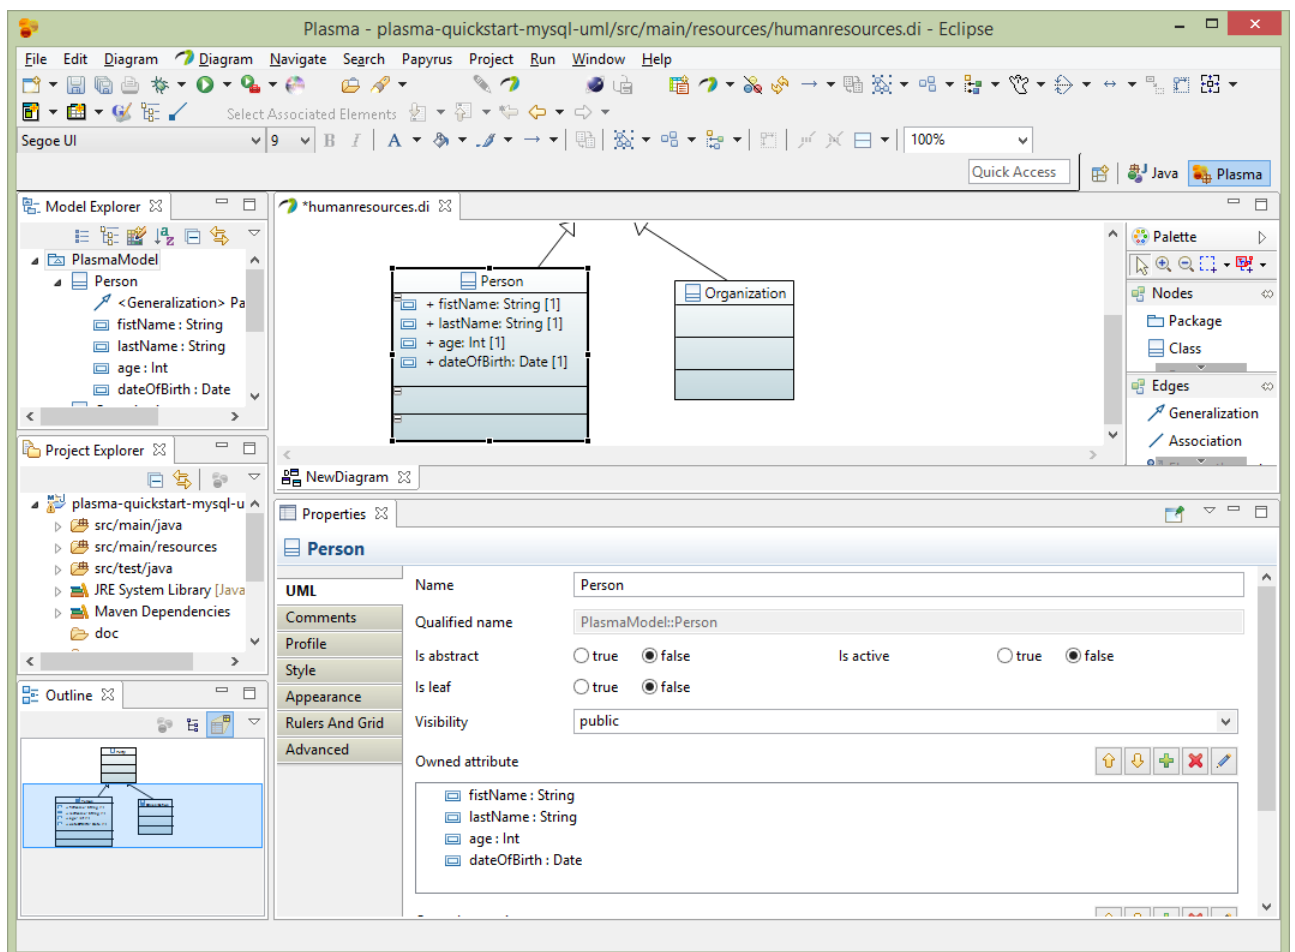 Plasma - plasma-quickstart-mysql-uml/src/main/resources/humanresources.di - Eclipse
File Edit Diagram Diagram Navigate Search Papyrus Project Run Window Help
Select Associated Elements
Segoe UI 9 B I A 100%
Quick Access Java Plasma
Model Explorer
PlasmaModel
Person
<Generalization> Pa
fistName : String
lastName : String
age : Int
dateOfBirth : Date
*humanresources.di
Person
+ fistName: String [1]
+ lastName: String [1]
+ age: Int [1]
+ dateOfBirth: Date [1]
Organization
Palette
Nodes
Package
Class
Edges
Generalization
Association
NewDiagram
Project Explorer
plasma-quickstart-mysql-u
src/main/java
src/main/resources
src/test/java
JRE System Library [Java
Maven Dependencies
doc
Outline
Properties
Person
UML
Comments
Profile
Style
Appearance
Rulers And Grid
Advanced
Name Person
Qualified name PlasmaModel::Person
Is abstract true false Is active true false
Is leaf true false
Visibility public
Owned attribute
fistName : String
lastName : String
age : Int
dateOfBirth : Date